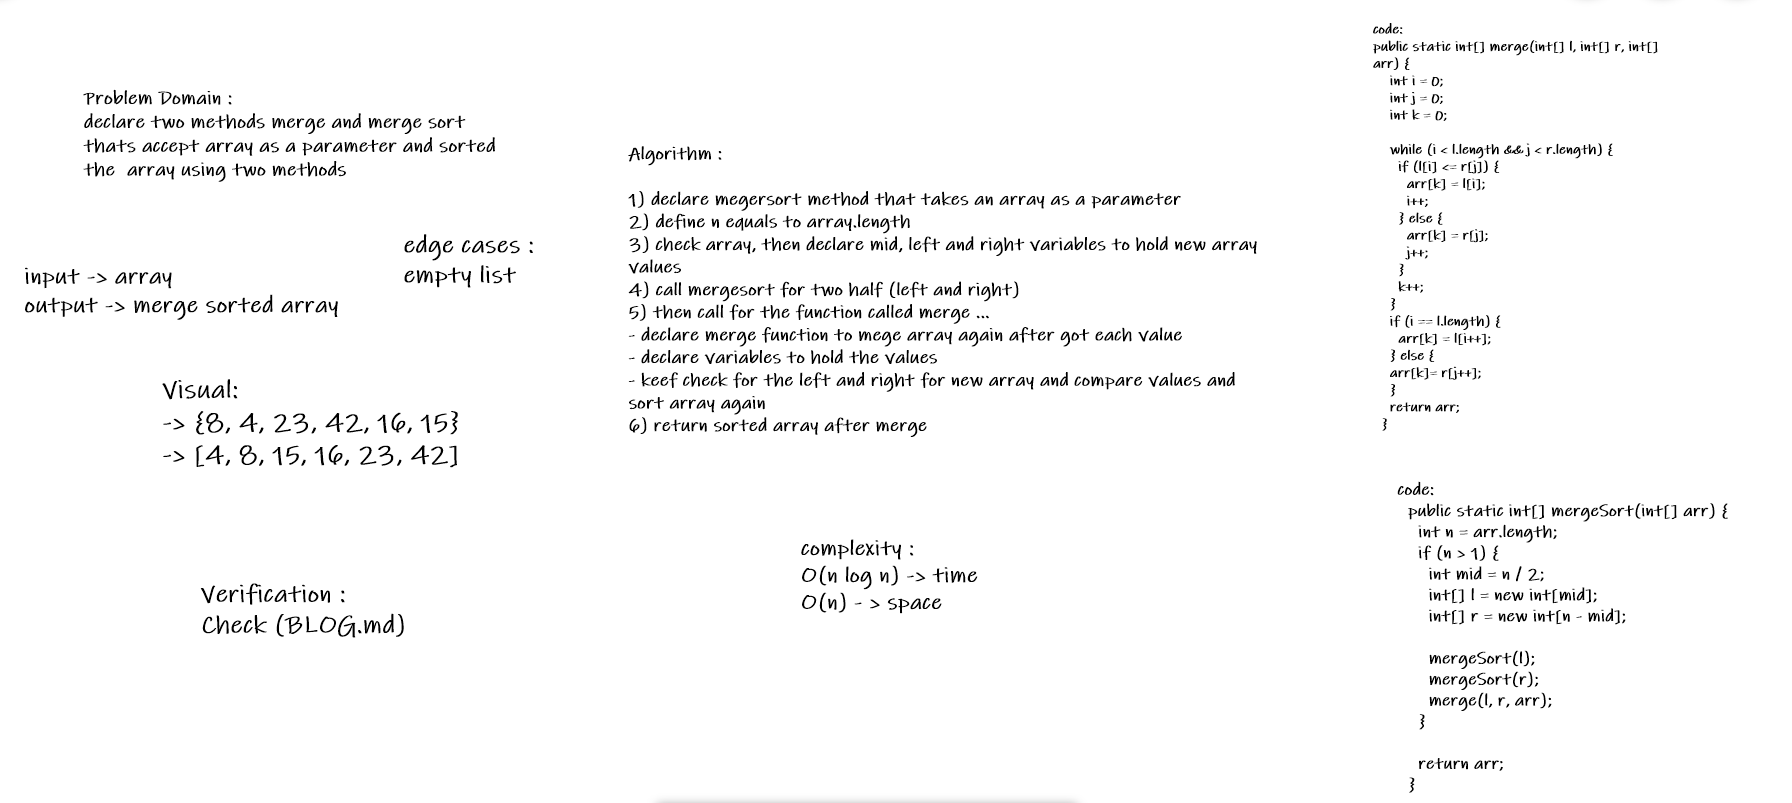 Problem Domain :
declare two methods merge and merge sort
thats accept array as a parameter and sorted
the array using two methods
input -> array
output -> merge sorted array
edge cases :
empty list
Visual:
-> {8, 4, 23, 42, 16, 15}
-> [4, 8, 15, 16, 23, 42]
Verification :
Check (BLOG.md)
Algorithm :
1) declare megersort method that takes an array as a parameter
2) define n equals to array.length
3) check array, then declare mid, left and right variables to hold new array
values
4) call mergesort for two half (left and right)
5) then call for the function called merge ...
- declare merge function to mege array again after got each value
- declare variables to hold the values
- keef check for the left and right for new array and compare values and
sort array again
6) return sorted array after merge
complexity :
O(n log n) -> time
O(n) - > space
code:
public static int[] merge(int[] l, int[] r, int[]
arr) {
int i = 0;
int j = 0;
int k = 0;
while (i < l.length && j < r.length) {
if (l[i] <= r[j]) {
arr[k] = l[i];
i++;
} else {
arr[k] = r[j];
j++;
}
k++;
}
if (i == l.length) {
arr[k] = l[i++];
} else {
arr[k]= r[j++];
}
return arr;
}
code:
public static int[] mergeSort(int[] arr) {
int n = arr.length;
if (n > 1) {
int mid = n / 2;
int[] l = new int[mid];
int[] r = new int[n - mid];
mergeSort(l);
mergeSort(r);
merge(l, r, arr);
}
return arr;
}